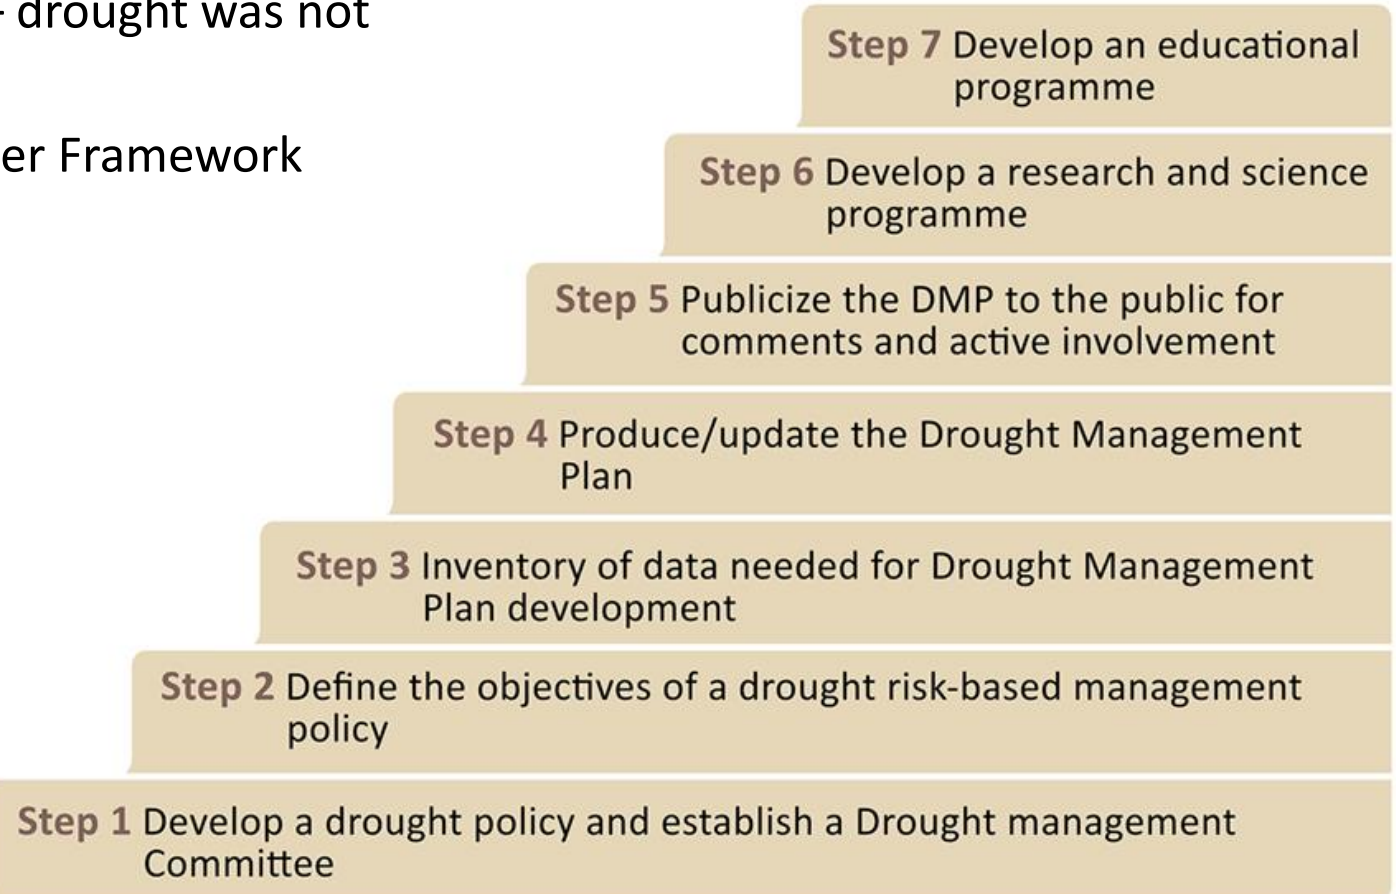 - drought was not
er Framework
Step 7 Develop an educational
programme
Step 6 Develop a research and science
programme
Step 5 Publicize the DMP to the public for
comments and active involvement
Step 4 Produce/update the Drought Management
Plan
Step 3 Inventory of data needed for Drought Management
Plan development
Step 2 Define the objectives of a drought risk-based management
policy
Step 1 Develop a drought policy and establish a Drought management
Committee